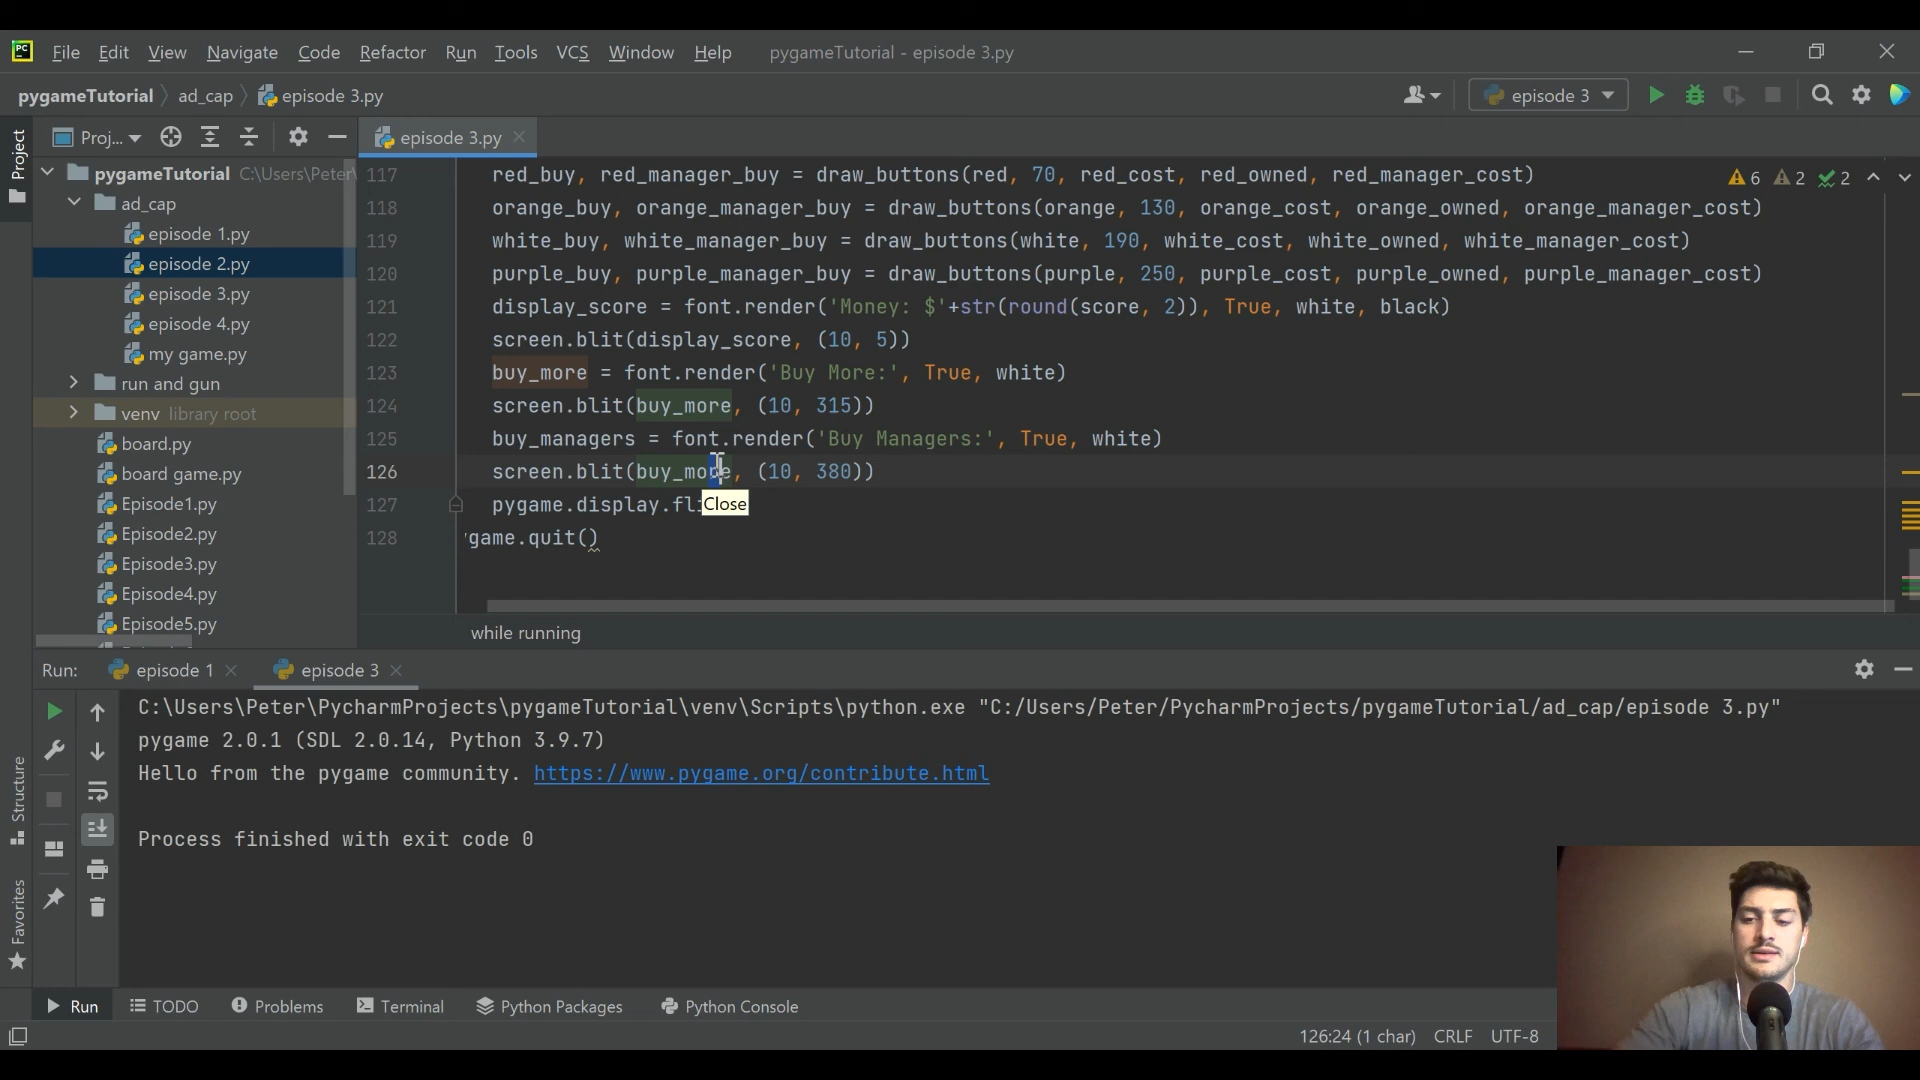 PC File Edit View Navigate Code Refactor Run Tools VCS Window Help pygameTutorial - episode 3.py
pygameTutorial ad_cap episode 3.py episode 3
Project
Proj... episode 3.py
pygameTutorial C:\Users\Peter\
ad_cap
episode 1.py
episode 2.py
episode 3.py
episode 4.py
my game.py
run and gun
venv library root
board.py
board game.py
Episode1.py
Episode2.py
Episode3.py
Episode4.py
Episode5.py
6 2 2
117 red_buy, red_manager_buy = draw_buttons(red, 70, red_cost, red_owned, red_manager_cost)
118 orange_buy, orange_manager_buy = draw_buttons(orange, 130, orange_cost, orange_owned, orange_manager_cost)
119 white_buy, white_manager_buy = draw_buttons(white, 190, white_cost, white_owned, white_manager_cost)
120 purple_buy, purple_manager_buy = draw_buttons(purple, 250, purple_cost, purple_owned, purple_manager_cost)
121 display_score = font.render('Money: $'+str(round(score, 2)), True, white, black)
122 screen.blit(display_score, (10, 5))
123 buy_more = font.render('Buy More:', True, white)
124 screen.blit(buy_more, (10, 315))
125 buy_managers = font.render('Buy Managers:', True, white)
126 screen.blit(buy_more, (10, 380))
127 pygame.display.fli
Close
128 game.quit()
while running
Run: episode 1 episode 3
C:\Users\Peter\PycharmProjects\pygameTutorial\venv\Scripts\python.exe "C:/Users/Peter/PycharmProjects/pygameTutorial/ad_cap/episode 3.py"
pygame 2.0.1 (SDL 2.0.14, Python 3.9.7)
Hello from the pygame community. https://www.pygame.org/contribute.html
Process finished with exit code 0
Structure
Favorites
Run TODO Problems Terminal Python Packages Python Console
126:24 (1 char) CRLF UTF-8